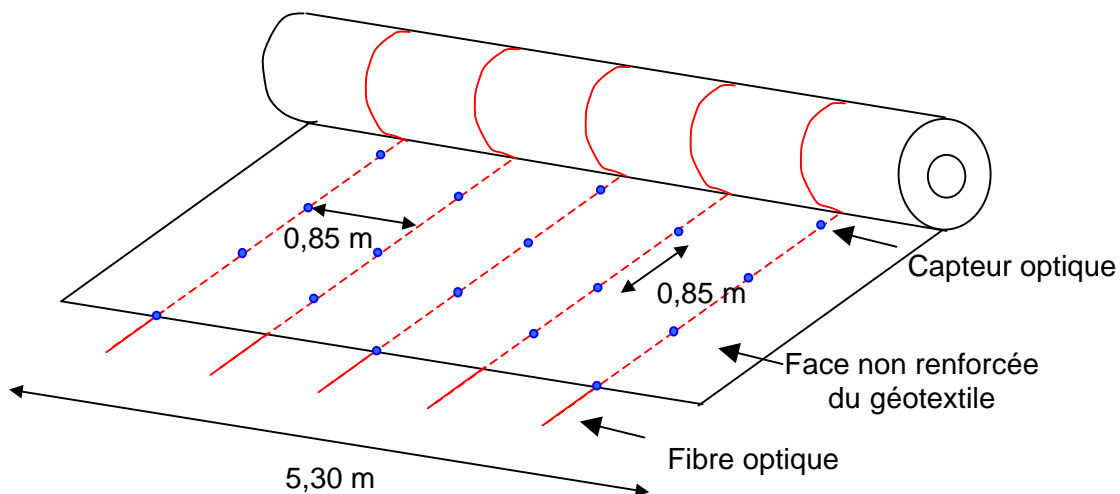 0,85 m
Capteur optique
0,85 m
Face non renforcée
du géotextile
Fibre optique
5,30 m